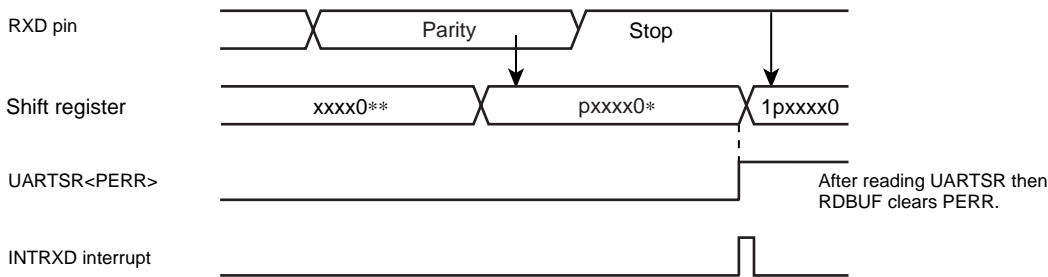 RXD pin
Parity
Stop
Shift register
xxxx0**
pxxxx0*
1pxxxx0
UARTSR<PERR>
After reading UARTSR then
RDBUF clears PERR.
INTRXD interrupt